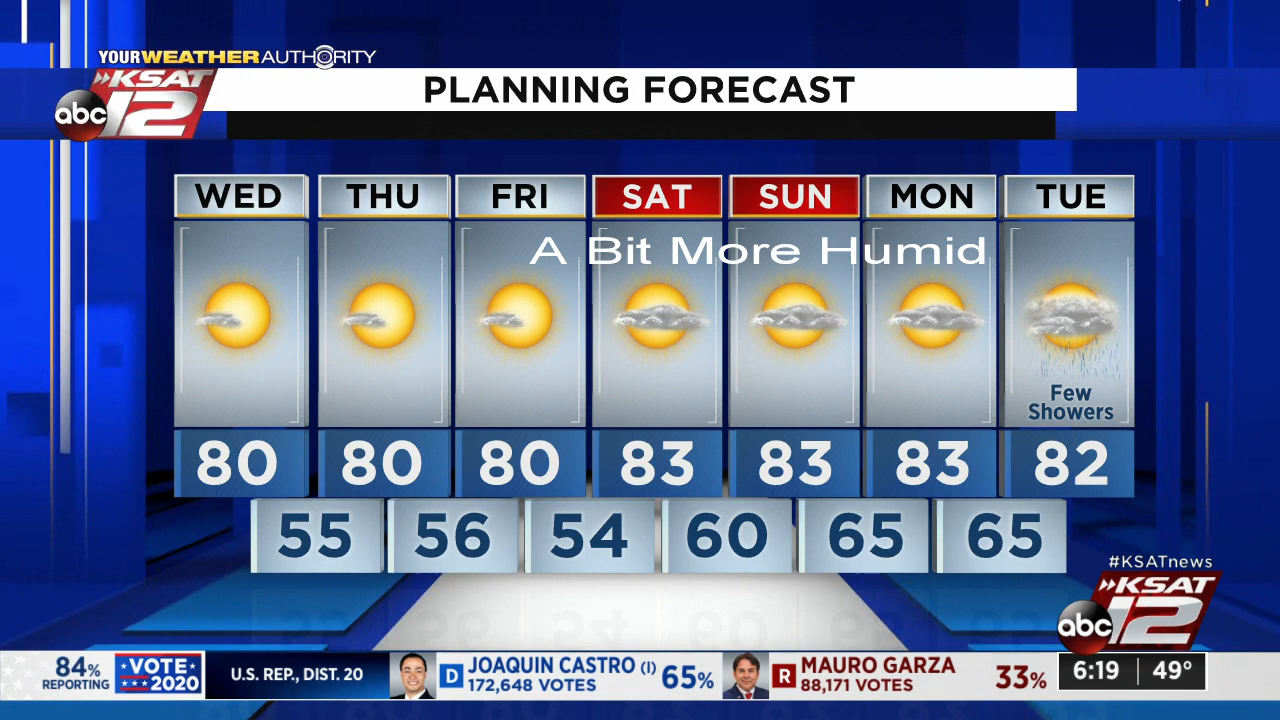 YOURWEATHERAUTHORITY
KSAT
abc 12
PLANNING FORECAST
WED THU FRI SAT SUN MON TUE
A Bit More Humid
Few
Showers
80 80 80 83 83 83 82
55 56 54 60 65 65
#KSATnews
KSAT
abc 12
84% REPORTING
VOTE 2020
U.S. REP., DIST. 20
D JOAQUIN CASTRO (I) 65%
172,648 VOTES
R MAURO GARZA 33%
88,171 VOTES
6:19 49°